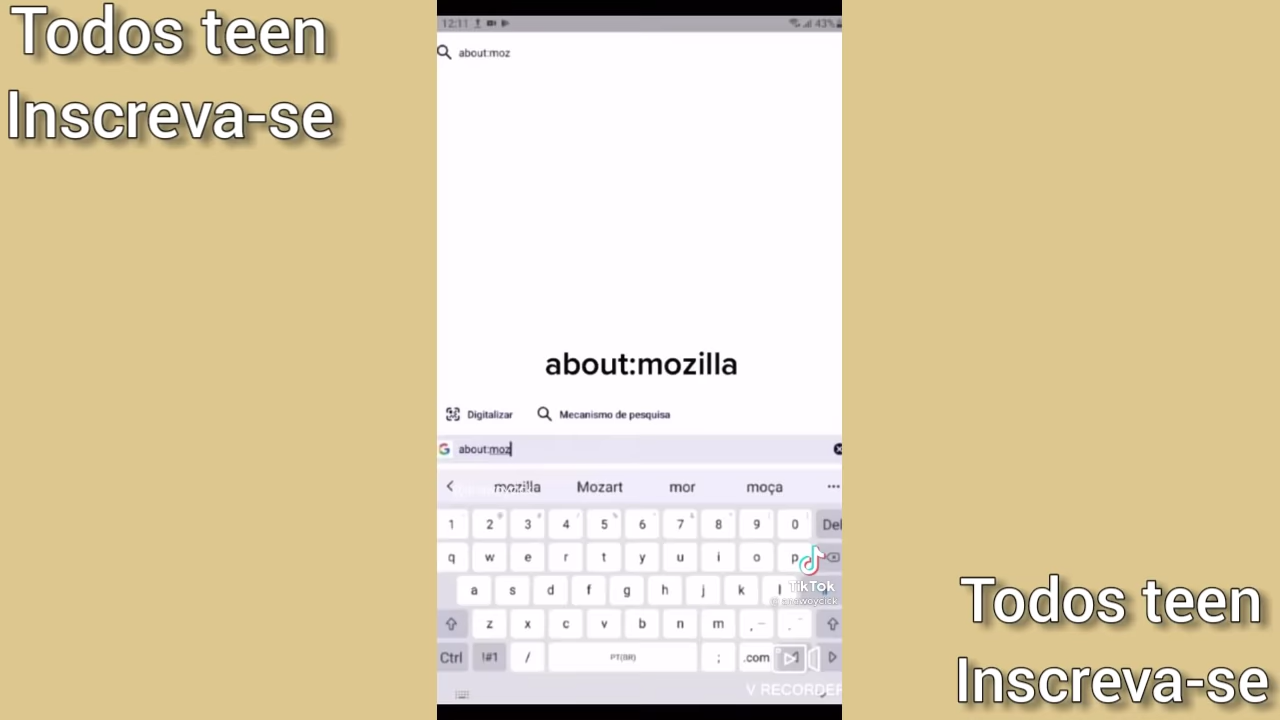 Todos teen
Inscreva-se
12:11
43%
about:moz
about:mozilla
Digitalizar
Mecanismo de pesquisa
about:moz
mozilla Mozart mor moça
1 2 3 4 5 6 7 8 9 0 Del
q w e r t y u i o p
a s d f g h j k l
z x c v b n m , .
Ctrl !#1 / PT(BR) ; .com
TikTok
V RECORDER
Todos teen
Inscreva-se